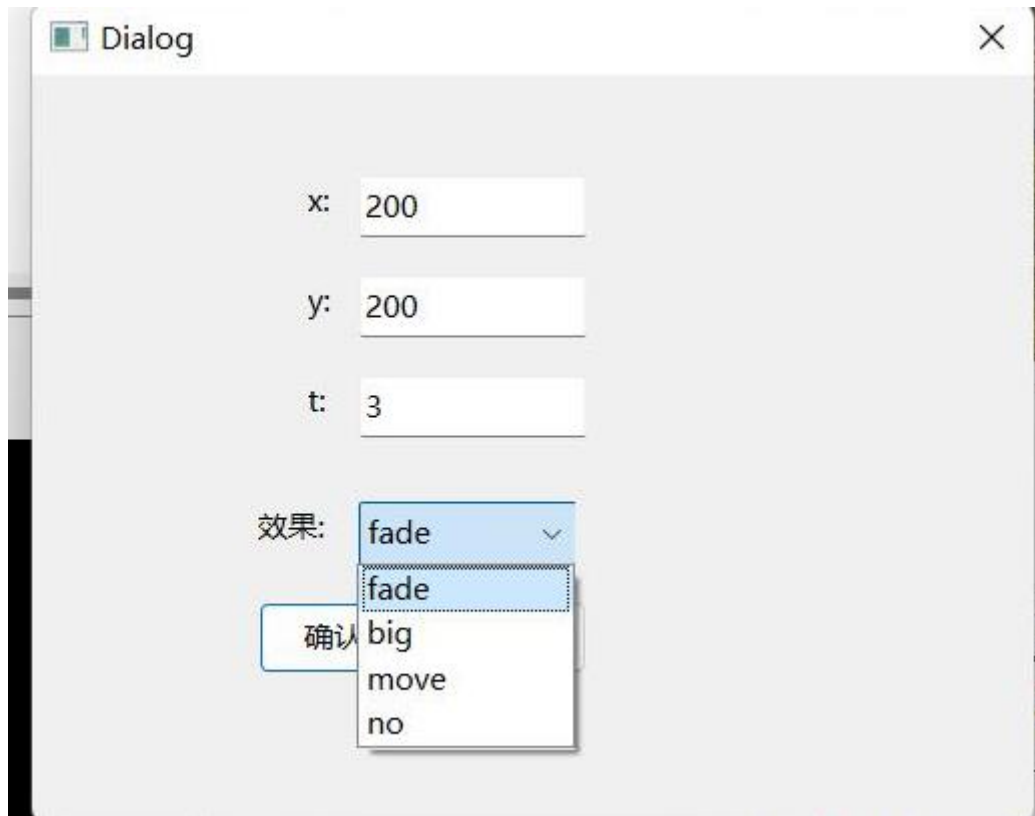 Dialog
x: 200
y: 200
t: 3
效果: fade
fade
确认 big
move
no